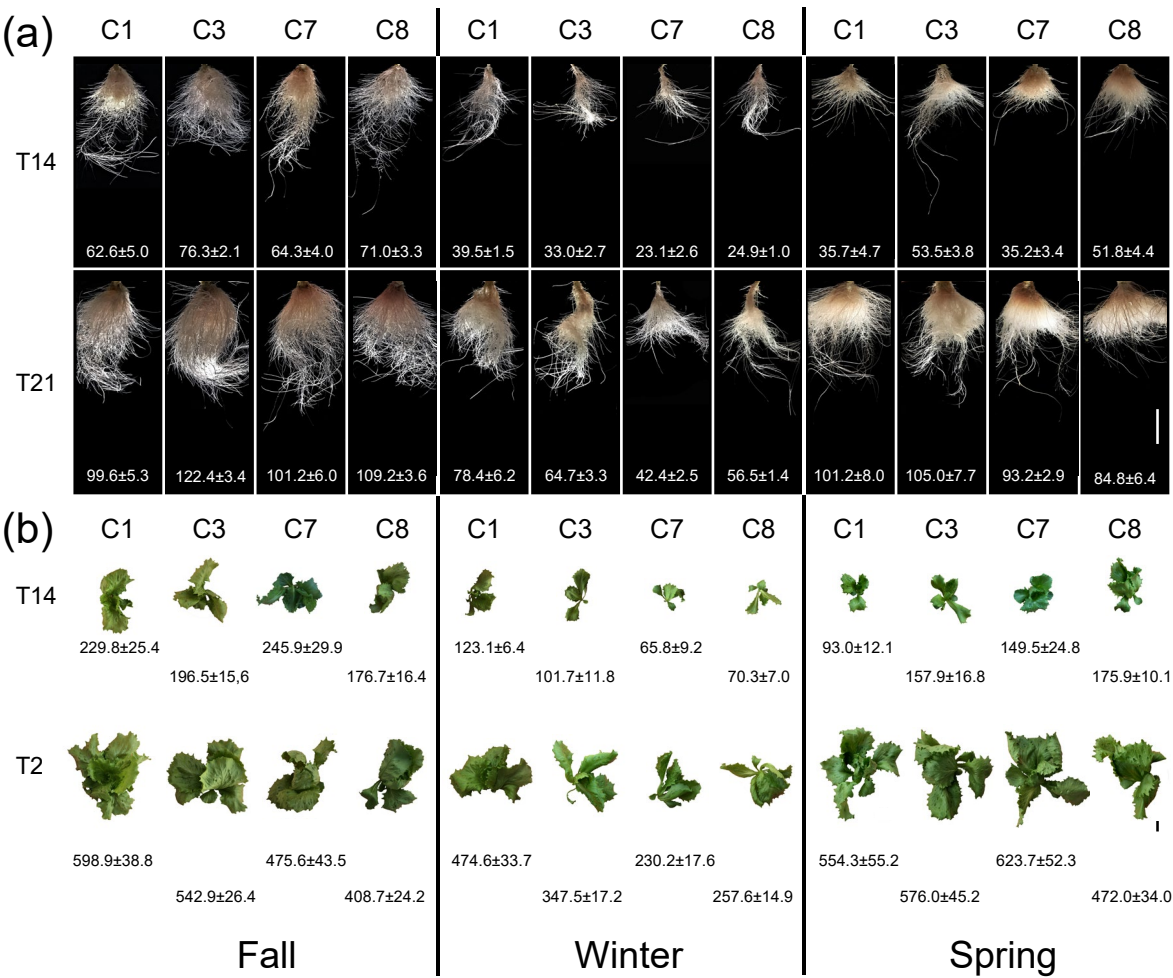 (a) C1 C3 C7 C8 C1 C3 C7 C8 C1 C3 C7 C8
T14
62.6±5.0 76.3±2.1 64.3±4.0 71.0±3.3 39.5±1.5 33.0±2.7 23.1±2.6 24.9±1.0 35.7±4.7 53.5±3.8 35.2±3.4 51.8±4.4
T21
99.6±5.3 122.4±3.4 101.2±6.0 109.2±3.6 78.4±6.2 64.7±3.3 42.4±2.5 56.5±1.4 101.2±8.0 105.0±7.7 93.2±2.9 84.8±6.4
(b) C1 C3 C7 C8 C1 C3 C7 C8 C1 C3 C7 C8
T14
229.8±25.4 245.9±29.9 123.1±6.4 65.8±9.2 93.0±12.1 149.5±24.8
196.5±15,6 176.7±16.4 101.7±11.8 70.3±7.0 157.9±16.8 175.9±10.1
T2
598.9±38.8 475.6±43.5 474.6±33.7 230.2±17.6 554.3±55.2 623.7±52.3
542.9±26.4 408.7±24.2 347.5±17.2 257.6±14.9 576.0±45.2 472.0±34.0
Fall Winter Spring